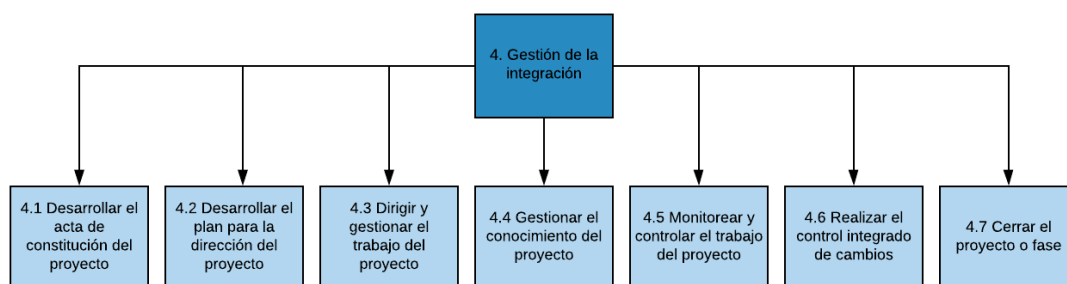 4. Gestión de la
integración
4.1 Desarrollar el
acta de
constitución del
proyecto
4.2 Desarrollar el
plan para la
dirección del
proyecto
4.3 Dirigir y
gestionar el
trabajo del
proyecto
4.4 Gestionar el
conocimiento del
proyecto
4.5 Monitorear y
controlar el trabajo
del proyecto
4.6 Realizar el
control integrado
de cambios
4.7 Cerrar el
proyecto o fase